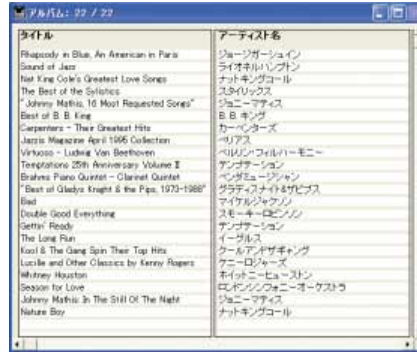 アルバム: 22 / 22
タイトル アーティスト名
Rhapsody in Blue, An American in Paris ジョージガーシュイン
Sound of Jazz ライオネルハンプトン
Nat King Cole's Greatest Love Songs ナットキングコール
The Best of the Sylistics スタイリックス
"Johnny Mathis, 16 Most Requested Songs" ジョニーマティス
Best of B. B. King B. B. キング
Carpenters - Their Greatest Hits カーペンターズ
Jazziz Magazine April 1995 Collection ベリアス
Virtuoso - Ludwig Van Beethoven ベルリン・フィルハーモニー
Temptations 25th Anniversary Volume II テンプテーション
Brahms Piano Quintet - Clarinet Quintet ベンダミュージシャン
"Best of Gladys Knight & the Pips, 1973-1988" グラディスナイト&ザピプス
Bad マイケルジャクソン
Double Good Everything スモーキーロビンソン
Gettin' Ready テンプテーション
The Long Run イーグルス
Kool & The Gang Spin Their Top Hits クールアンドザギャング
Lucille and Other Classics by Kenny Rogers ケニーロジャーズ
Whitney Houston ホイットニーヒューストン
Season for Love ロンドンシンフォニーオーケストラ
Johnny Mathis: In The Still Of The Night ジョニーマティス
Nature Boy ナットキングコール